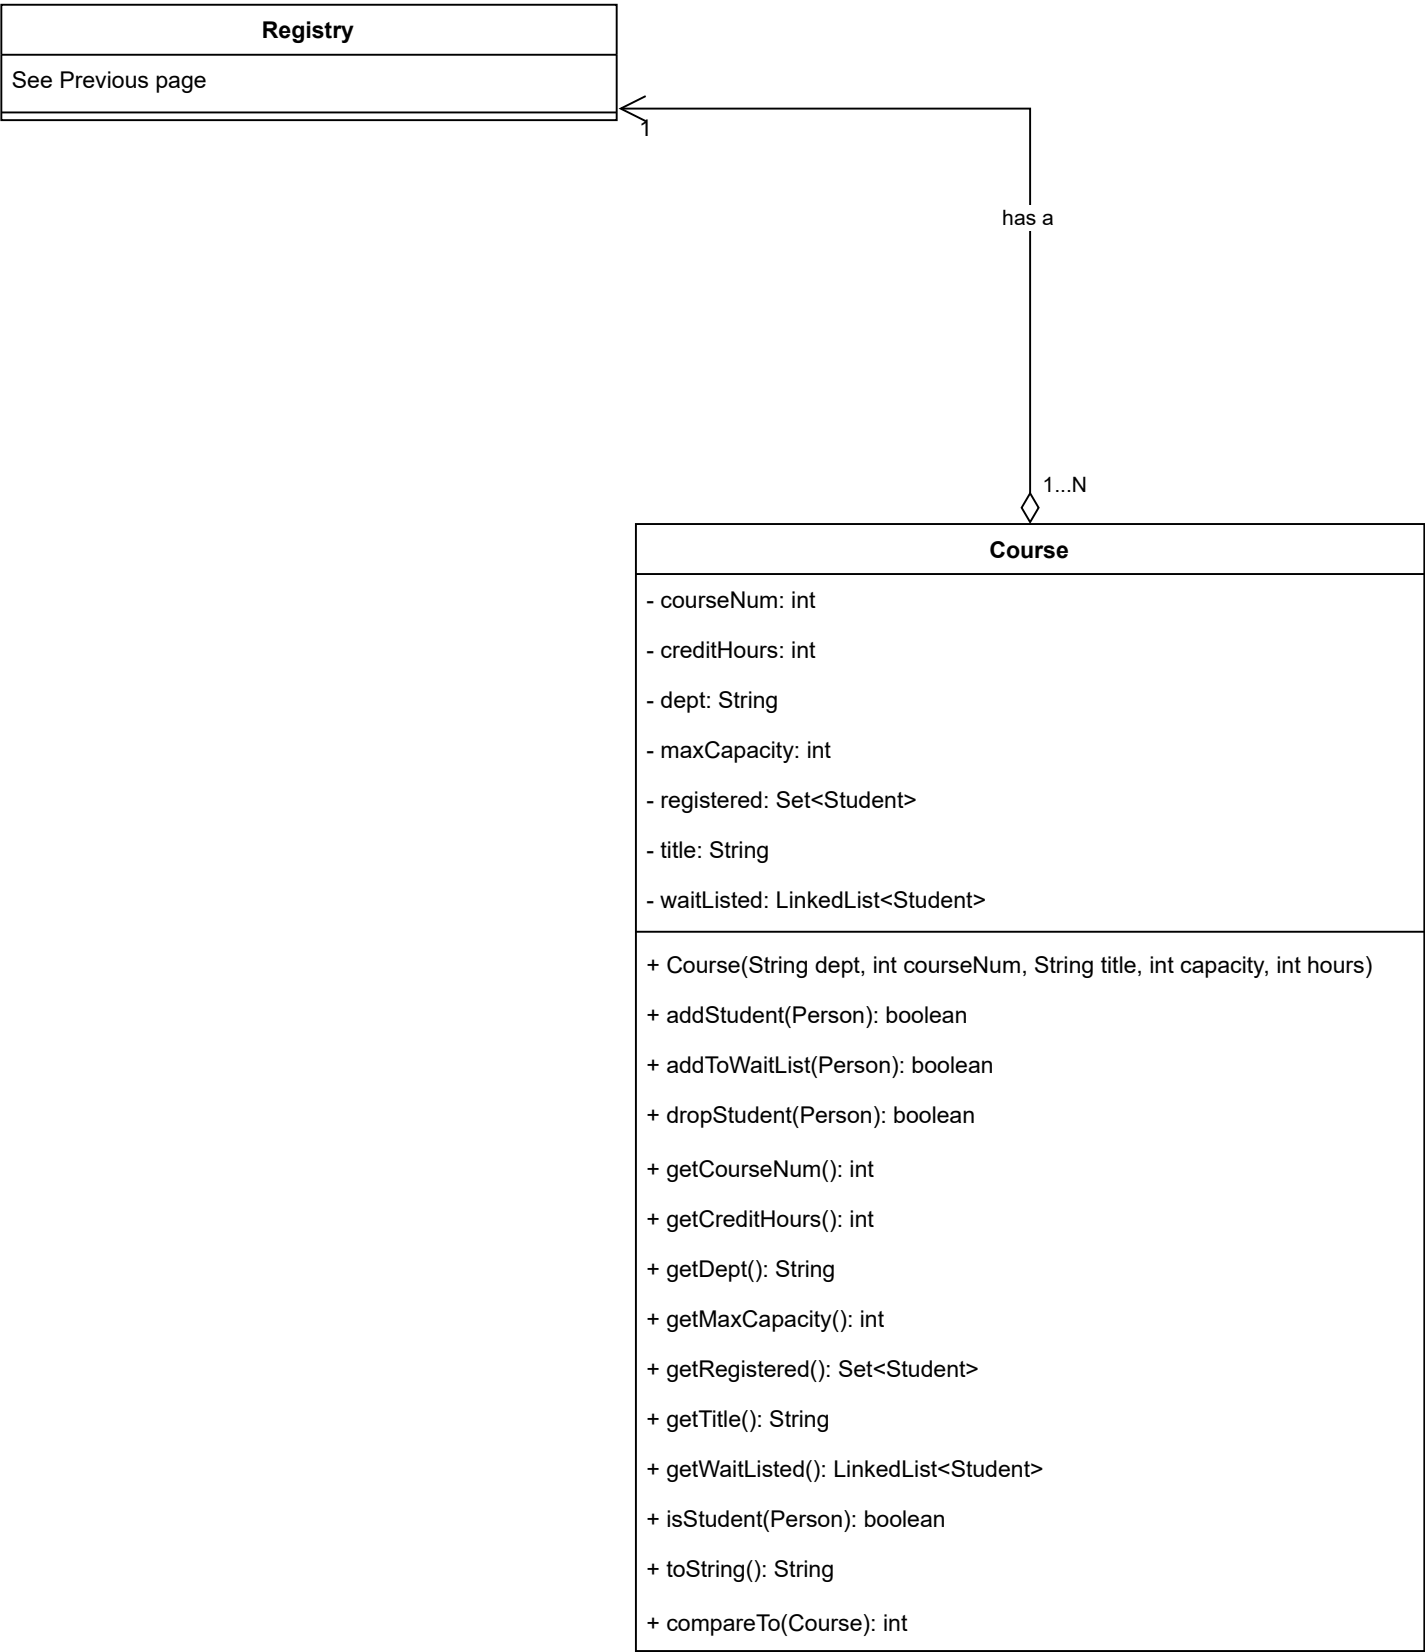 Registry
See Previous page
1
has a
1...N
Course
- courseNum: int
- creditHours: int
- dept: String
- maxCapacity: int
- registered: Set<Student>
- title: String
- waitListed: LinkedList<Student>
+ Course(String dept, int courseNum, String title, int capacity, int hours)
+ addStudent(Person): boolean
+ addToWaitList(Person): boolean
+ dropStudent(Person): boolean
+ getCourseNum(): int
+ getCreditHours(): int
+ getDept(): String
+ getMaxCapacity(): int
+ getRegistered(): Set<Student>
+ getTitle(): String
+ getWaitListed(): LinkedList<Student>
+ isStudent(Person): boolean
+ toString(): String
+ compareTo(Course): int